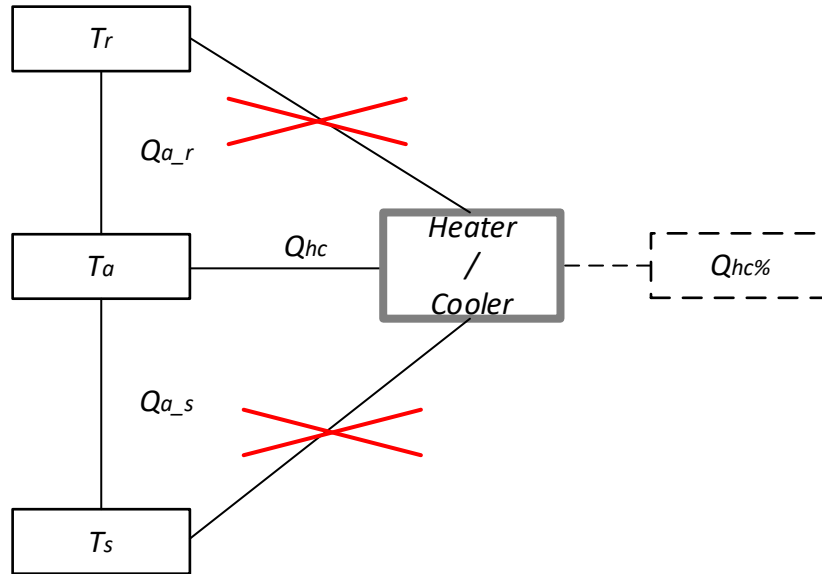 Tr
Qa_r
Ta
Qhc
Heater
/
Cooler
Qhc%
Qa_s
Ts